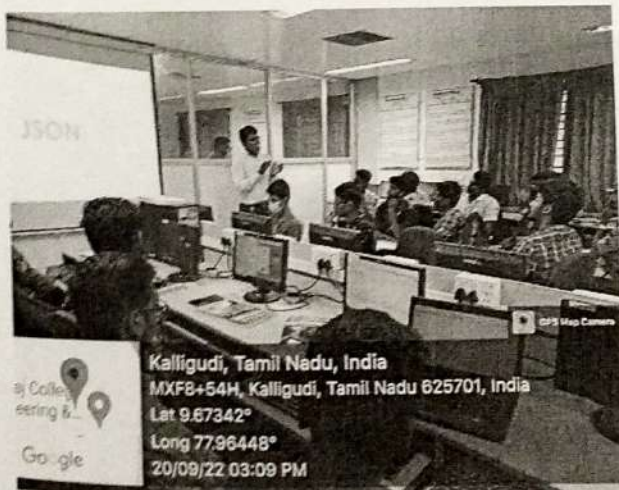 JSON
GPS Map Camera
Kalligudi, Tamil Nadu, India
MXF8+54H, Kalligudi, Tamil Nadu 625701, India
Lat 9.67342°
Long 77.96448°
20/09/22 03:09 PM
aj College
eering &...
Google